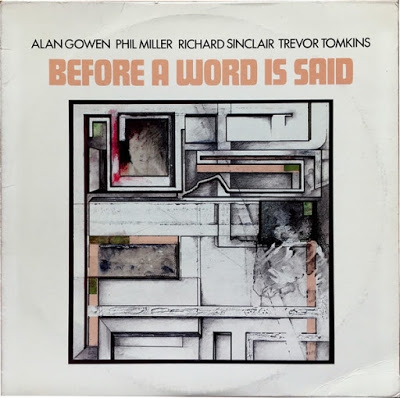 ALAN GOWEN PHIL MILLER RICHARD SINCLAIR TREVOR TOMKINS
BEFORE A WORD IS SAID